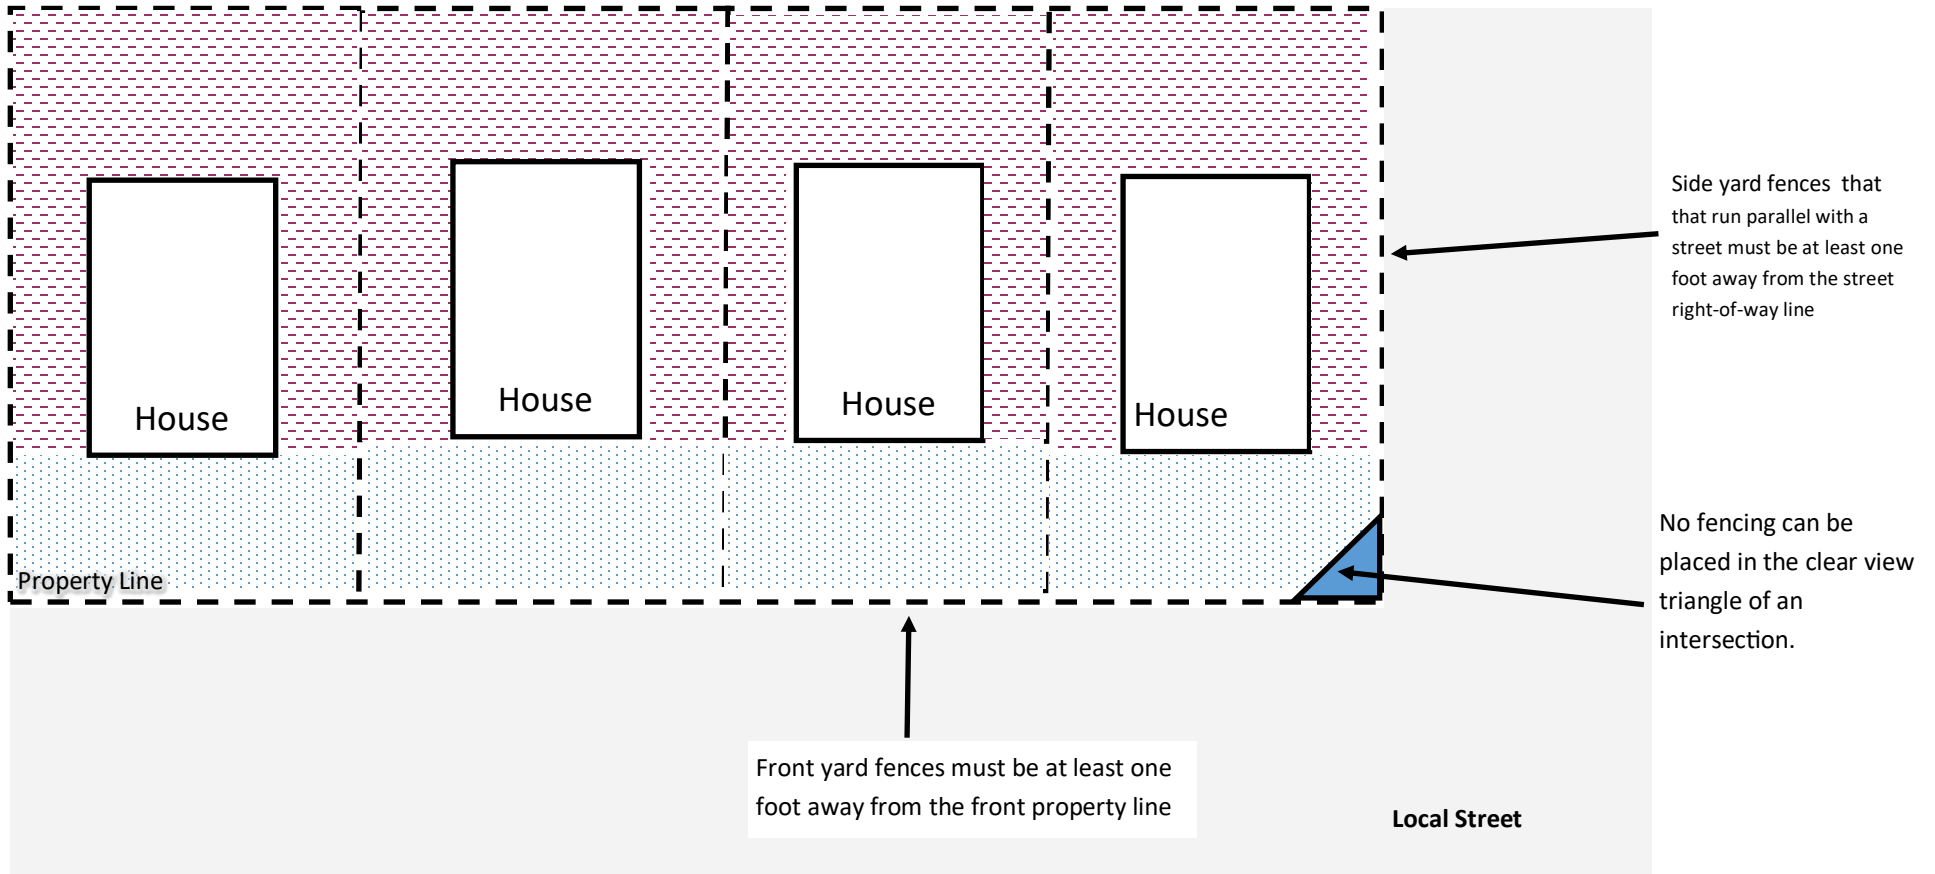 Side yard fences that
that run parallel with a
street must be at least one
foot away from the street
right-of-way line
House
House
House
House
No fencing can be
placed in the clear view
triangle of an
intersection.
Property Line
Front yard fences must be at least one
foot away from the front property line
Local Street